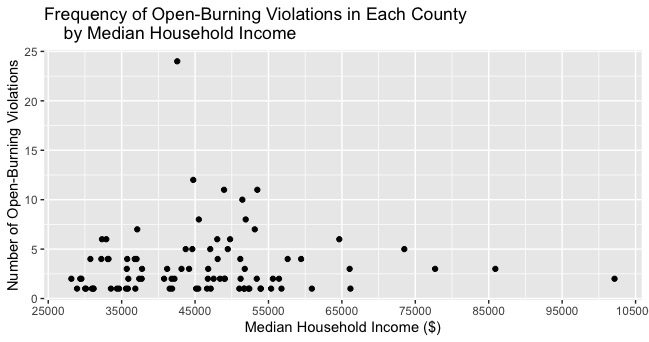 Frequency of Open-Burning Violations in Each County
by Median Household Income
Number of Open-Burning Violations
25
20
15
10
5
0
25000 35000 45000 55000 65000 75000 85000 95000 105000
Median Household Income ($)